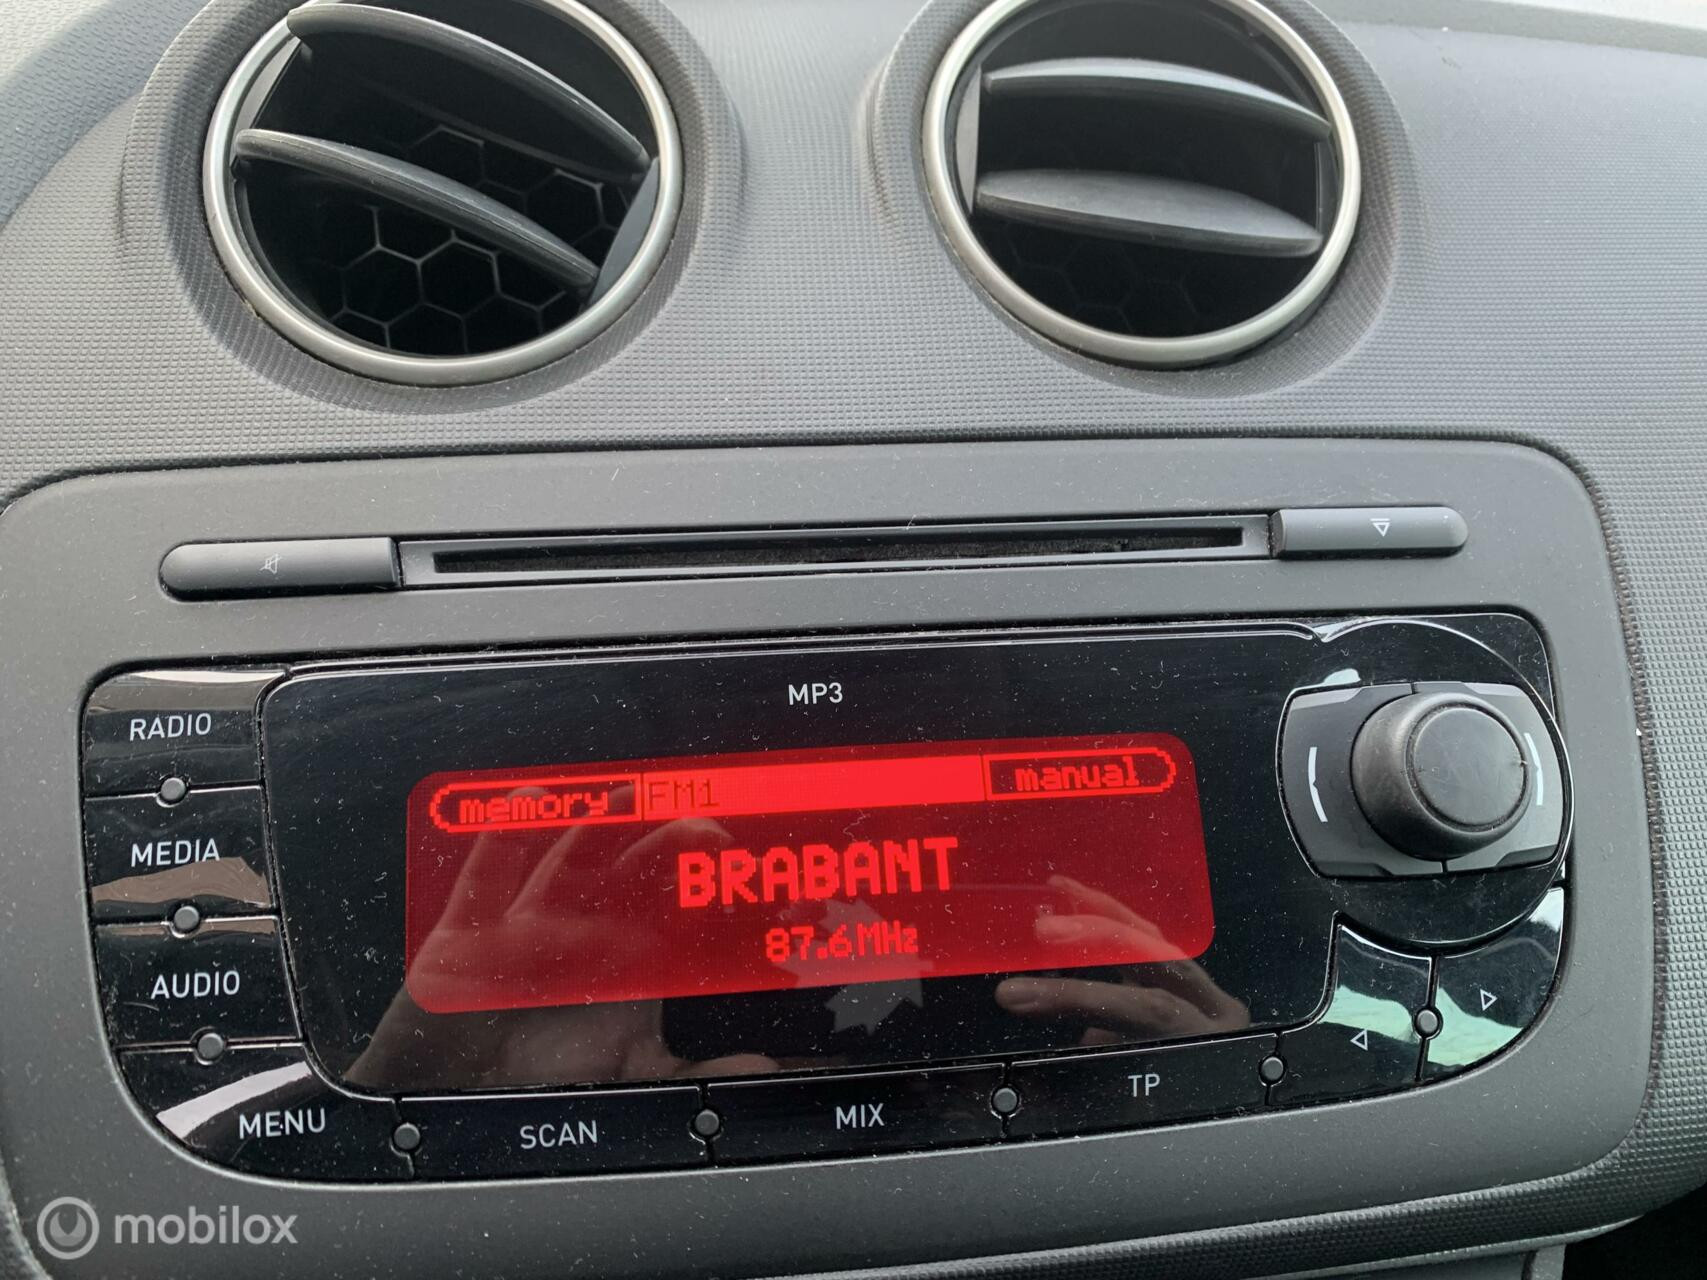 MP3
RADIO
memory FM1 manual
MEDIA
BRABANT
87.6MHz
AUDIO
MENU SCAN MIX TP
mobilox